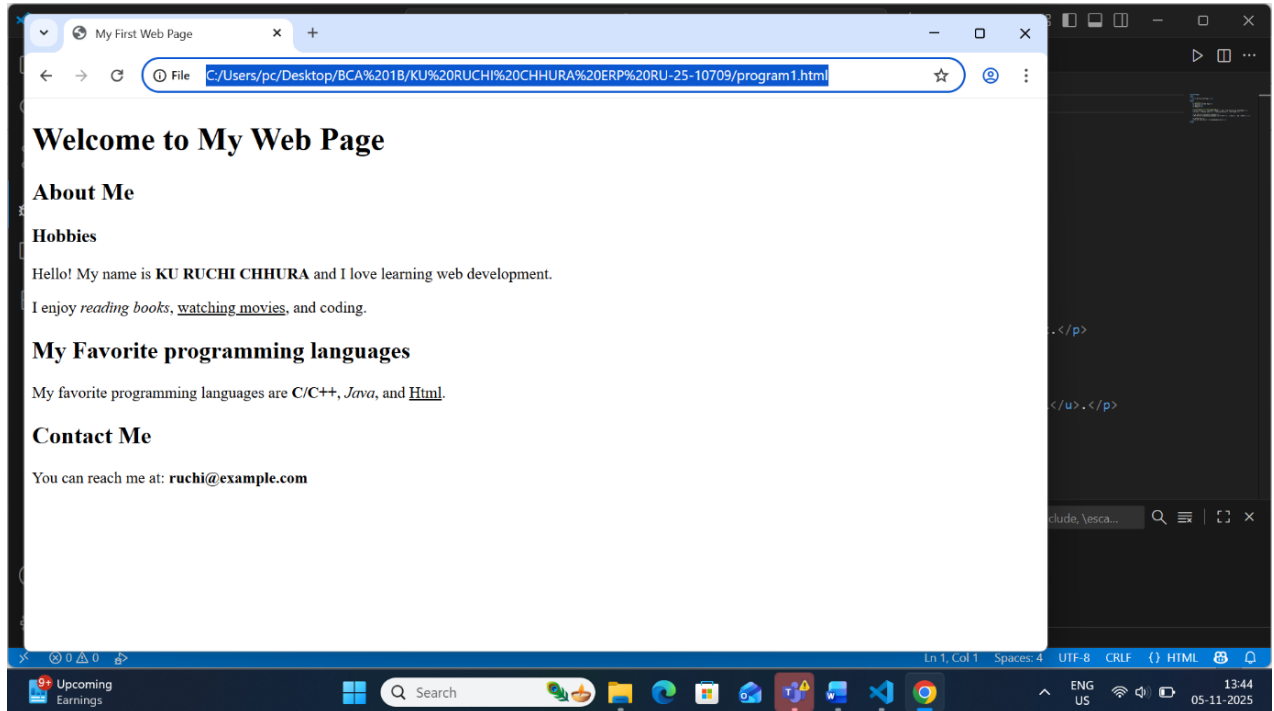 My First Web Page
File C:/Users/pc/Desktop/BCA%201B/KU%20RUCHI%20CHHURA%20ERP%20RU-25-10709/program1.html
Welcome to My Web Page
About Me
Hobbies
Hello! My name is KU RUCHI CHHURA and I love learning web development.
I enjoy reading books, watching movies, and coding.
.</p>
My Favorite programming languages
My favorite programming languages are C/C++, Java, and Html.
</u>.</p>
Contact Me
You can reach me at: ruchi@example.com
clude, \esca...
0 0 Ln 1, Col 1 Spaces: 4 UTF-8 CRLF {} HTML
9+ Upcoming
Earnings
Search
ENG
US
13:44
05-11-2025